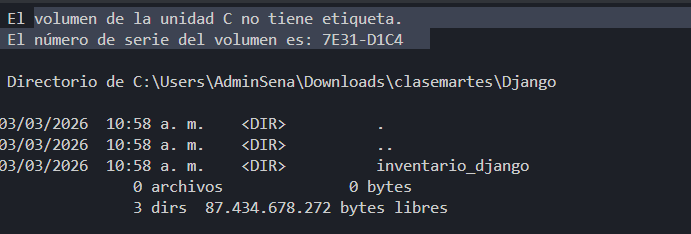 El volumen de la unidad C no tiene etiqueta.
El número de serie del volumen es: 7E31-D1C4
Directorio de C:\Users\AdminSena\Downloads\clasemartes\Django
03/03/2026  10:58 a. m.    <DIR>          .
03/03/2026  10:58 a. m.    <DIR>          ..
03/03/2026  10:58 a. m.    <DIR>          inventario_django
0 archivos              0 bytes
3 dirs  87.434.678.272 bytes libres